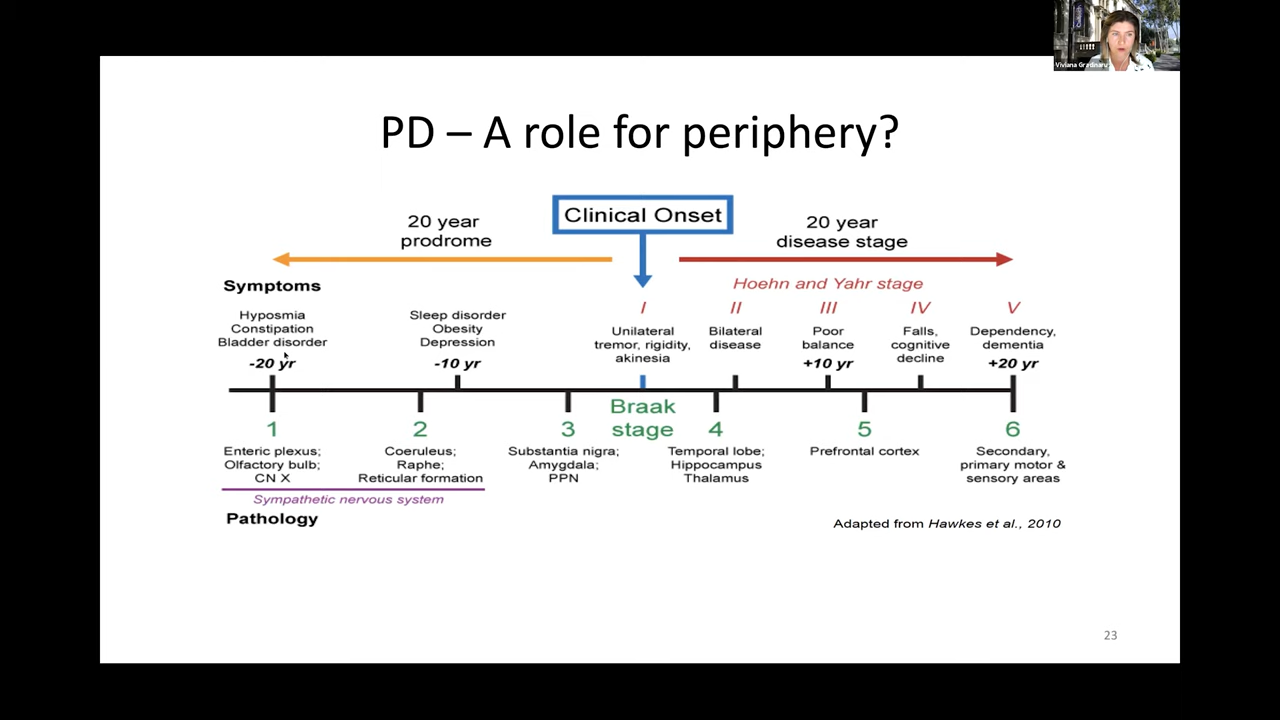 Viviana Gradinaru
PD – A role for periphery?
Clinical Onset
20 year
prodrome
20 year
disease stage
Symptoms
Hoehn and Yahr stage
I
II
III
IV
V
Hyposmia
Constipation
Bladder disorder
-20 yr
Sleep disorder
Obesity
Depression
-10 yr
Unilateral
tremor, rigidity,
akinesia
Bilateral
disease
Poor
balance
+10 yr
Falls,
cognitive
decline
Dependency,
dementia
+20 yr
Braak
stage
1
2
3
4
5
6
Enteric plexus;
Olfactory bulb;
CN X
Coeruleus;
Raphe;
Reticular formation
Substantia nigra;
Amygdala;
PPN
Temporal lobe;
Hippocampus
Thalamus
Prefrontal cortex
Secondary,
primary motor &
sensory areas
Sympathetic nervous system
Pathology
Adapted from Hawkes et al., 2010
23